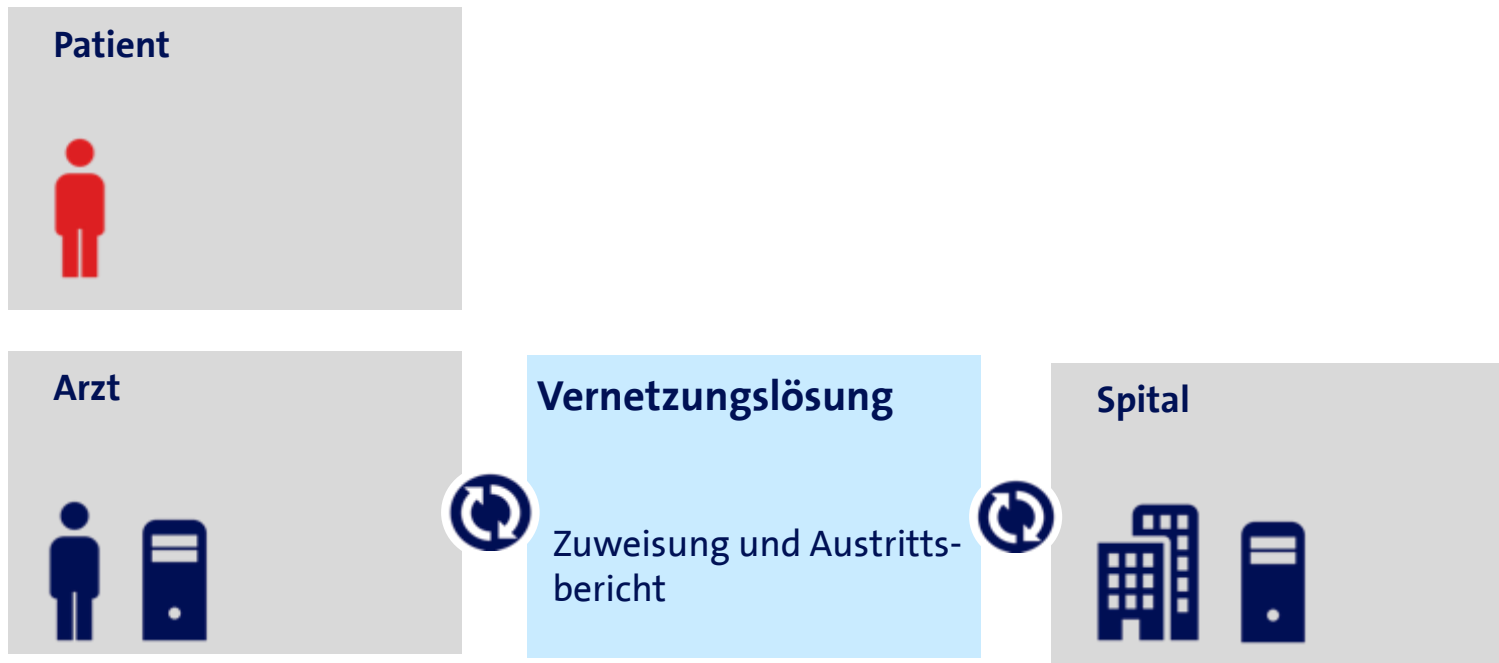 Patient
Arzt
Vernetzungslösung
Zuweisung und Austritts-
bericht
Spital